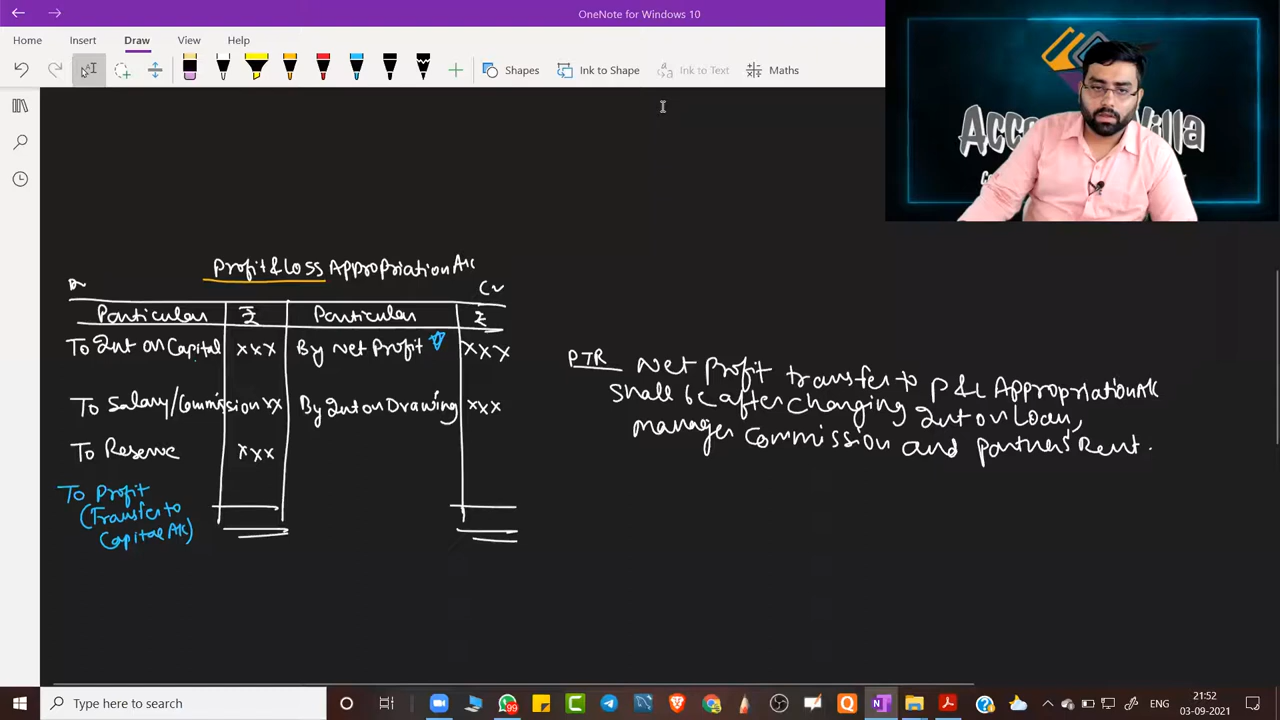 OneNote for Windows 10
Home Insert Draw View Help
Shapes Ink to Shape Ink to Text Maths
Profit & Loss Appropriation A/c
Dr Cr
Particular ₹ Particular ₹
To Int on Capital xxx By Net Profit xxx
To Salary/Commission xx By Int on Drawing xxx
To Reserve xxx
To Profit
(Transfer to
Capital A/c)
PTR Net Profit transfer to P&L Appropriation A/c
Shall be after changing Int on Loan,
manager Commission and partners Rent.
Type here to search
99
ENG
21:52
03-09-2021